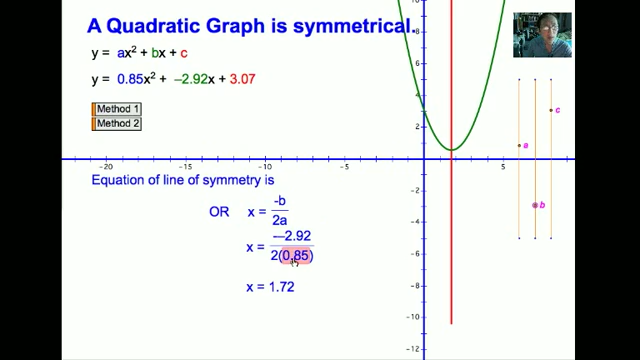 A Quadratic Graph is symmetrical.
y = ax² + bx + c
y = 0.85x² + −2.92x + 3.07
Method 1
Method 2
Equation of line of symmetry is
OR x = -b
2a
x = −−2.92
2(0.85)
x = 1.72
-20 -15 -10 -5 5
10
8
6
4
2
-2
-4
-6
-8
-10
-12
a
b
c